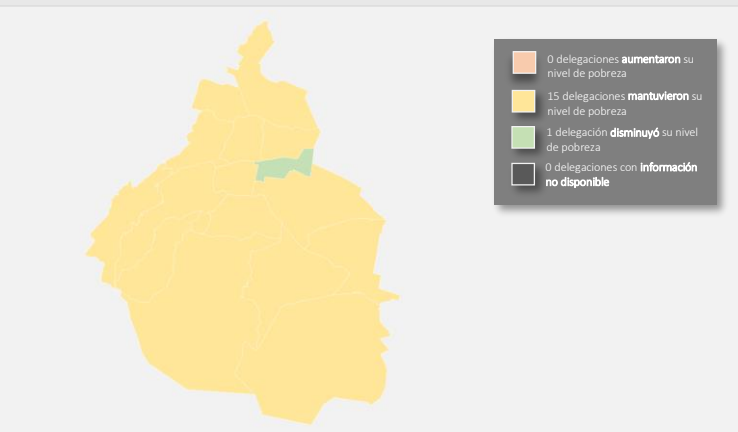 0 delegaciones aumentaron su
nivel de pobreza
15 delegaciones mantuvieron su
nivel de pobreza
1 delegación disminuyó su nivel
de pobreza
0 delegaciones con información
no disponible